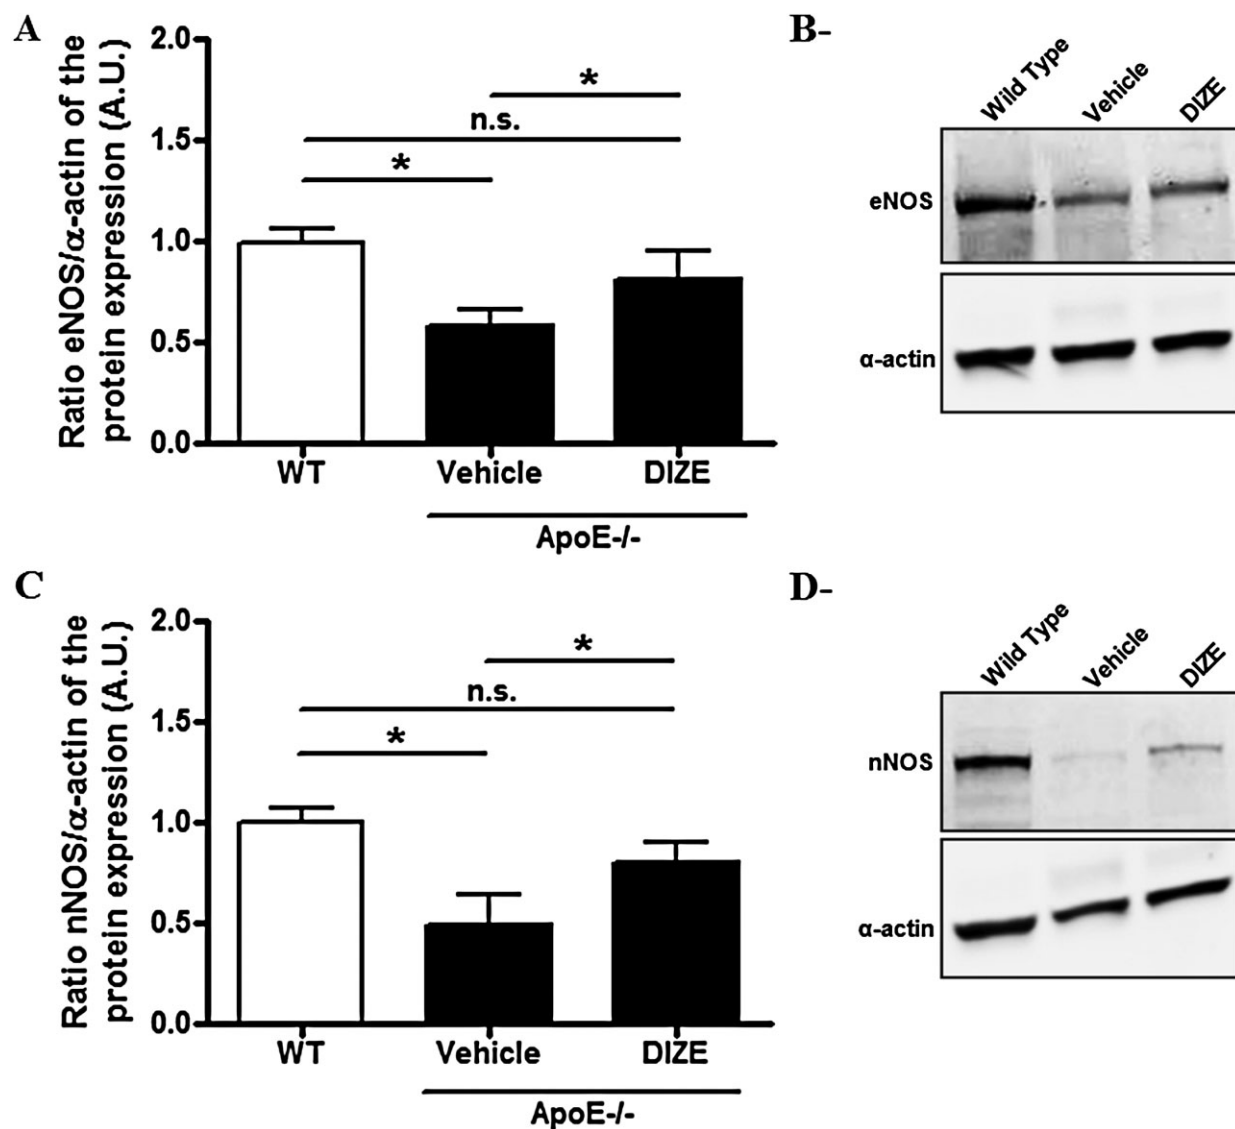 A
Ratio eNOS/α-actin of the
protein expression (A.U.)
2.0
1.5
1.0
0.5
0.0
*
n.s.
*
WT
Vehicle
DIZE
ApoE-/-
B-
Wild Type
Vehicle
DIZE
eNOS
α-actin
C
Ratio nNOS/α-actin of the
protein expression (A.U.)
2.0
1.5
1.0
0.5
0.0
*
n.s.
*
WT
Vehicle
DIZE
ApoE-/-
D-
Wild Type
Vehicle
DIZE
nNOS
α-actin